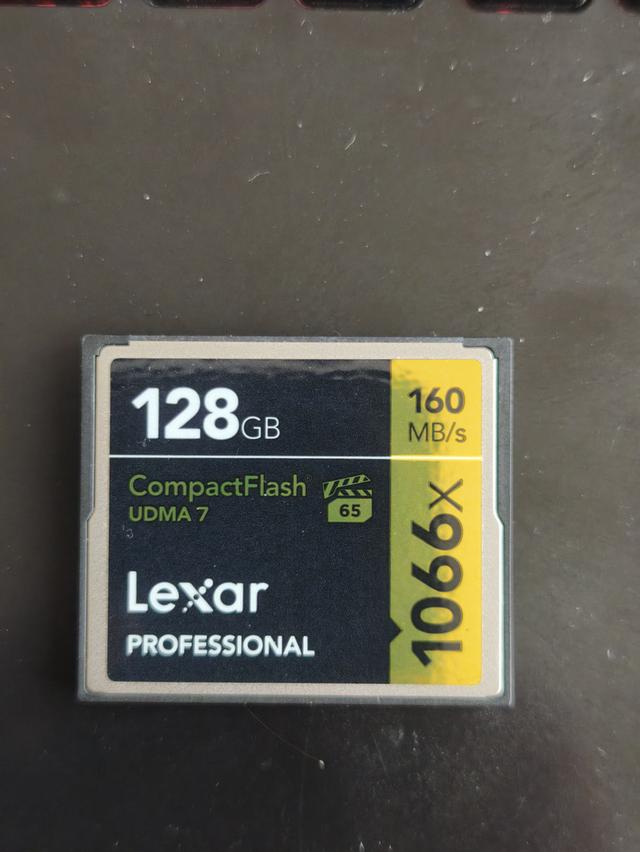 128GB
160
MB/s
CompactFlash
UDMA 7
65
1066x
Lexar
PROFESSIONAL